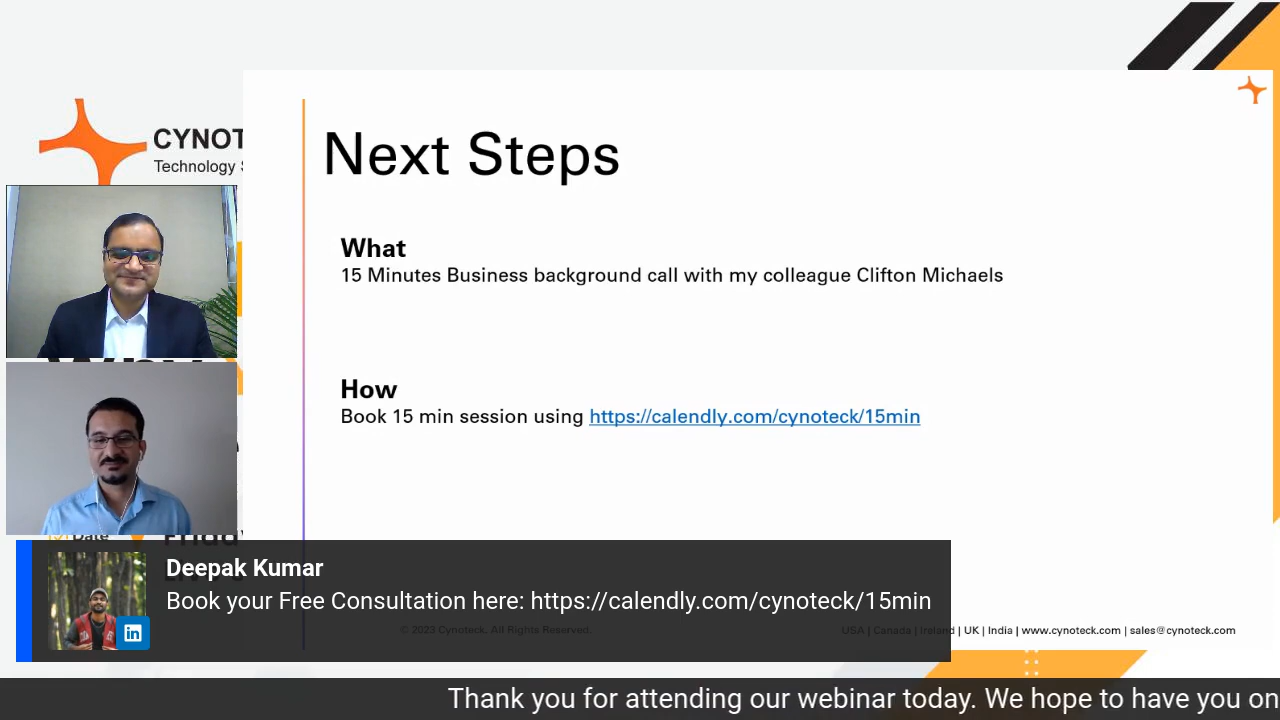 CYNOT
Technology S
Next Steps
What
15 Minutes Business background call with my colleague Clifton Michaels
How
Book 15 min session using https://calendly.com/cynoteck/15min
Date
Deepak Kumar
Book your Free Consultation here: https://calendly.com/cynoteck/15min
© 2023 Cynoteck. All Rights Reserved.
USA | Canada | Ireland | UK | India | www.cynoteck.com | sales@cynoteck.com
Thank you for attending our webinar today. We hope to have you on